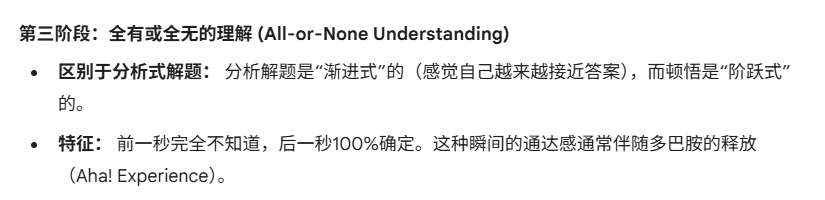 第三阶段：全有或全无的理解 (All-or-None Understanding)
• 区别于分析式解题： 分析解题是“渐进式”的（感觉自己越来越接近答案），而顿悟是“阶跃式”
的。
• 特征： 前一秒完全不知道，后一秒100%确定。这种瞬间的通达感通常伴随多巴胺的释放
（Aha! Experience）。